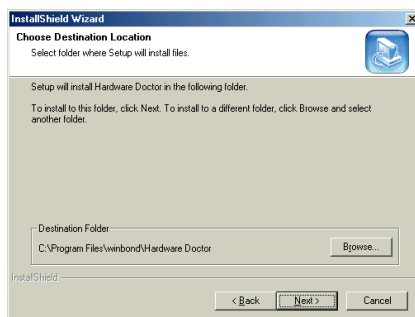 InstallShield Wizard
Choose Destination Location
Select folder where Setup will install files.
Setup will install Hardware Doctor in the following folder.
To install to this folder, click Next. To install to a different folder, click Browse and select
another folder.
Destination Folder
C:\Program Files\winbond\Hardware Doctor
Browse...
InstallShield
< Back
Next >
Cancel